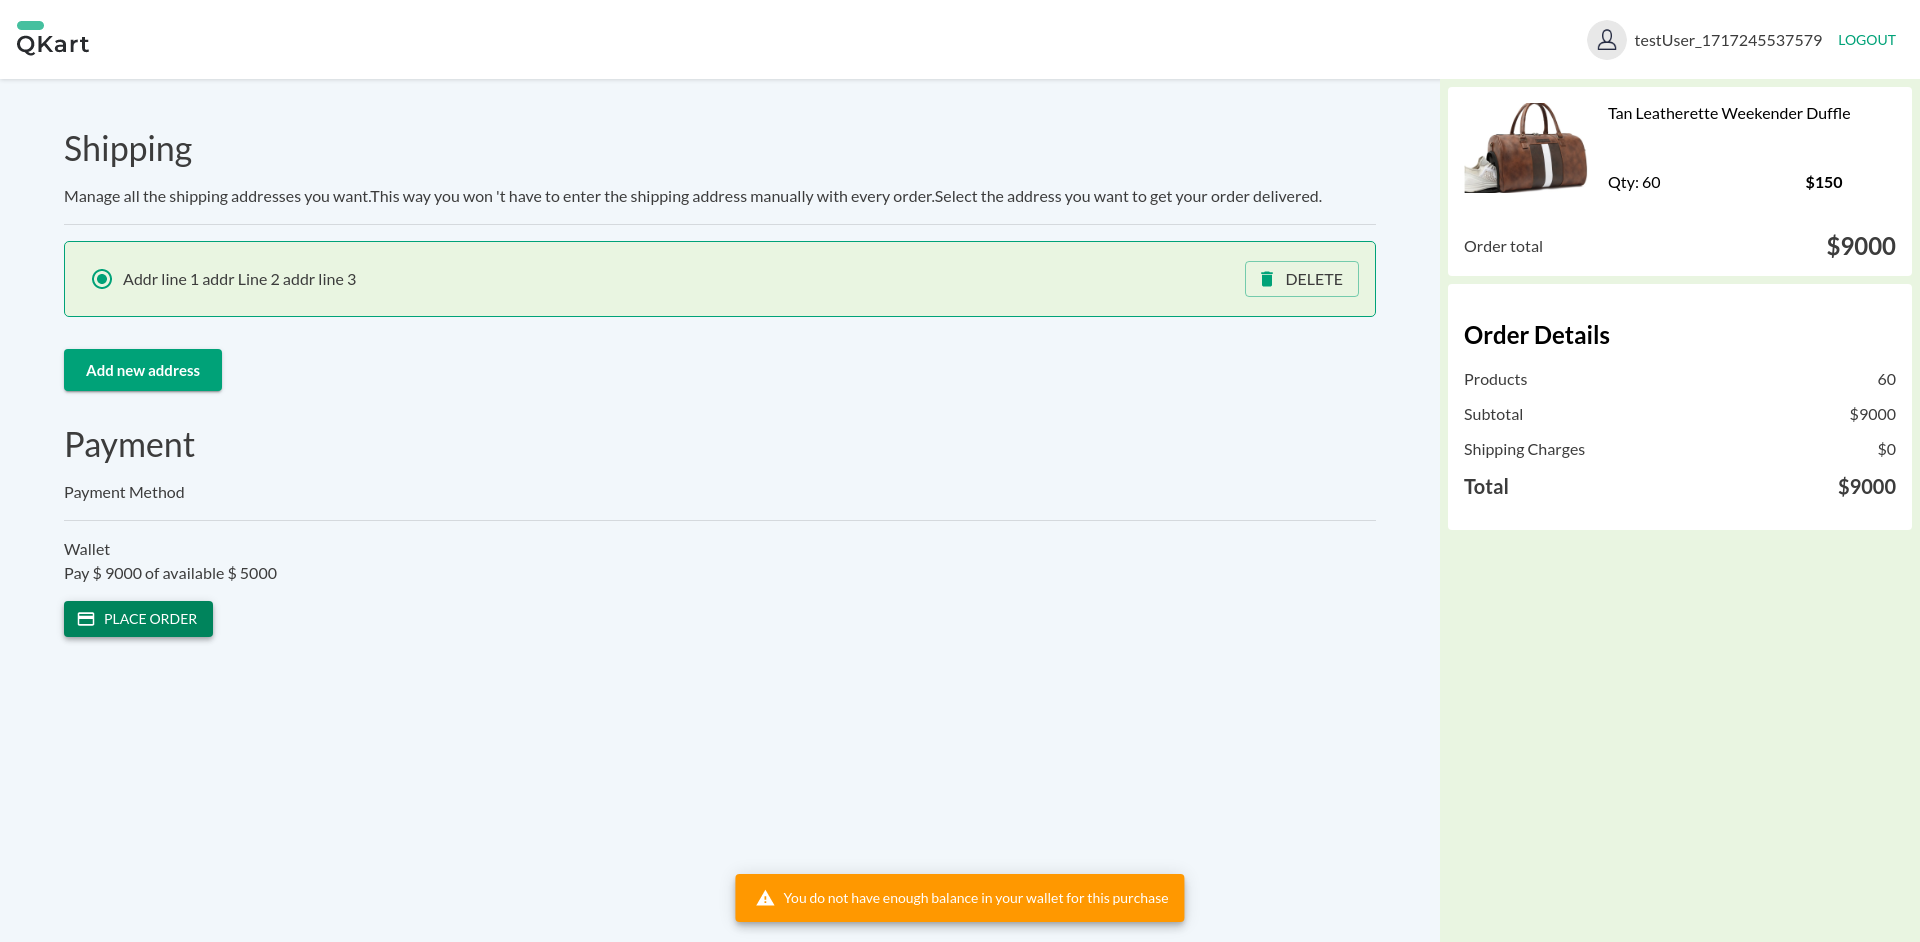 QKart
testUser_1717245537579
LOGOUT
Shipping
Manage all the shipping addresses you want.This way you won 't have to enter the shipping address manually with every order.Select the address you want to get your order delivered.
Addr line 1 addr Line 2 addr line 3
DELETE
Add new address
Payment
Payment Method
Wallet
Pay $ 9000 of available $ 5000
PLACE ORDER
Tan Leatherette Weekender Duffle
Qty: 60 $150
Order total $9000
Order Details
Products 60
Subtotal $9000
Shipping Charges $0
Total $9000
You do not have enough balance in your wallet for this purchase